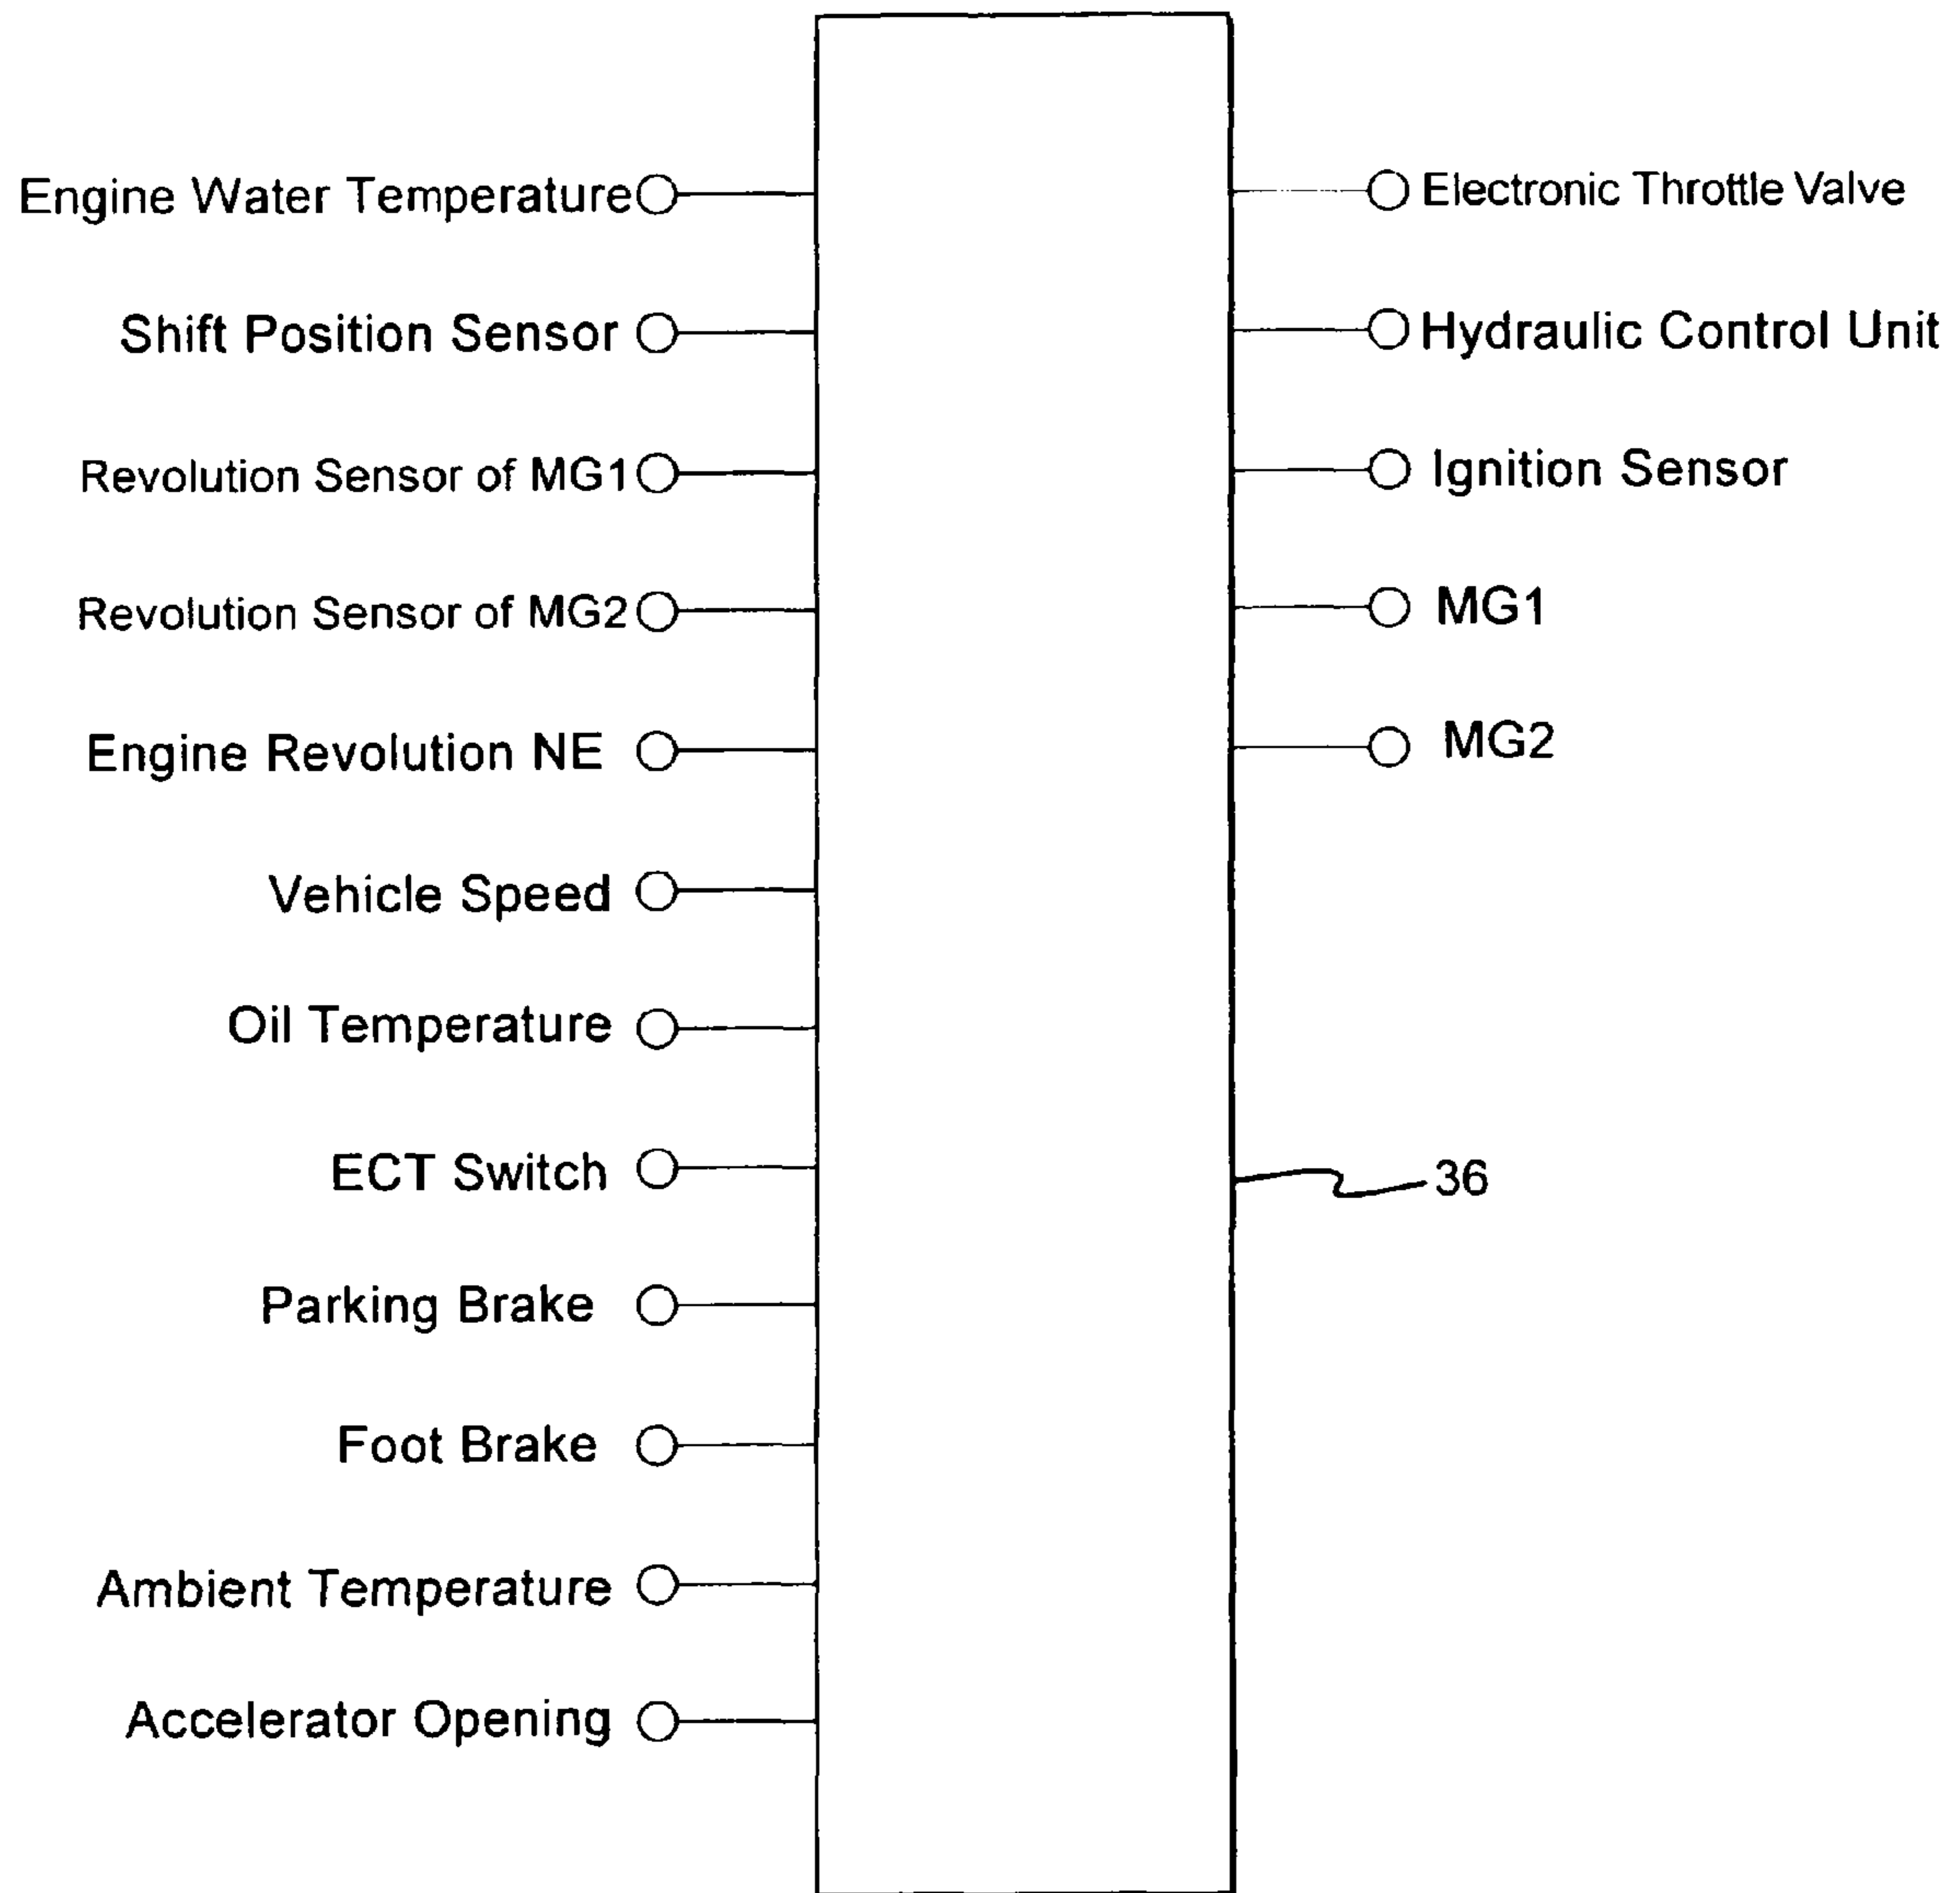 Engine Water Temperature
Shift Position Sensor
Revolution Sensor of MG1
Revolution Sensor of MG2
Engine Revolution NE
Vehicle Speed
Oil Temperature
ECT Switch
Parking Brake
Foot Brake
Ambient Temperature
Accelerator Opening
Electronic Throttle Valve
Hydraulic Control Unit
Ignition Sensor
MG1
MG2
36